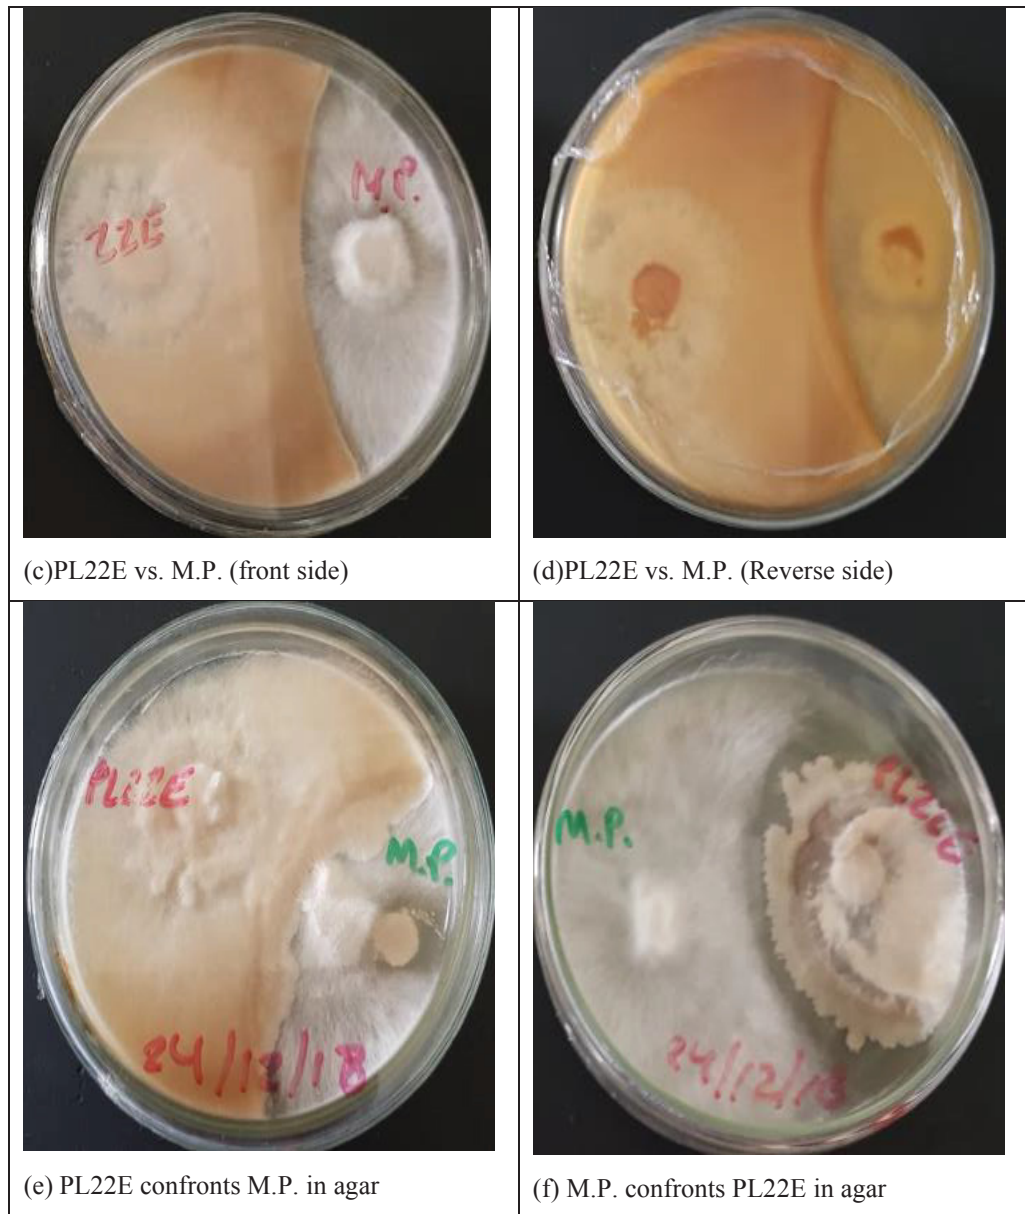 22E
M.P.
(c)PL22E vs. M.P. (front side)
(d)PL22E vs. M.P. (Reverse side)
PL22E
M.P.
24/12/18
(e) PL22E confronts M.P. in agar
M.P.
PL22E
24/12/18
(f) M.P. confronts PL22E in agar